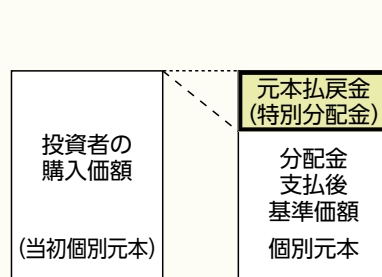 投資者の
購入価額
(当初個別元本)
元本払戻金
(特別分配金)
分配金
支払後
基準価額
個別元本